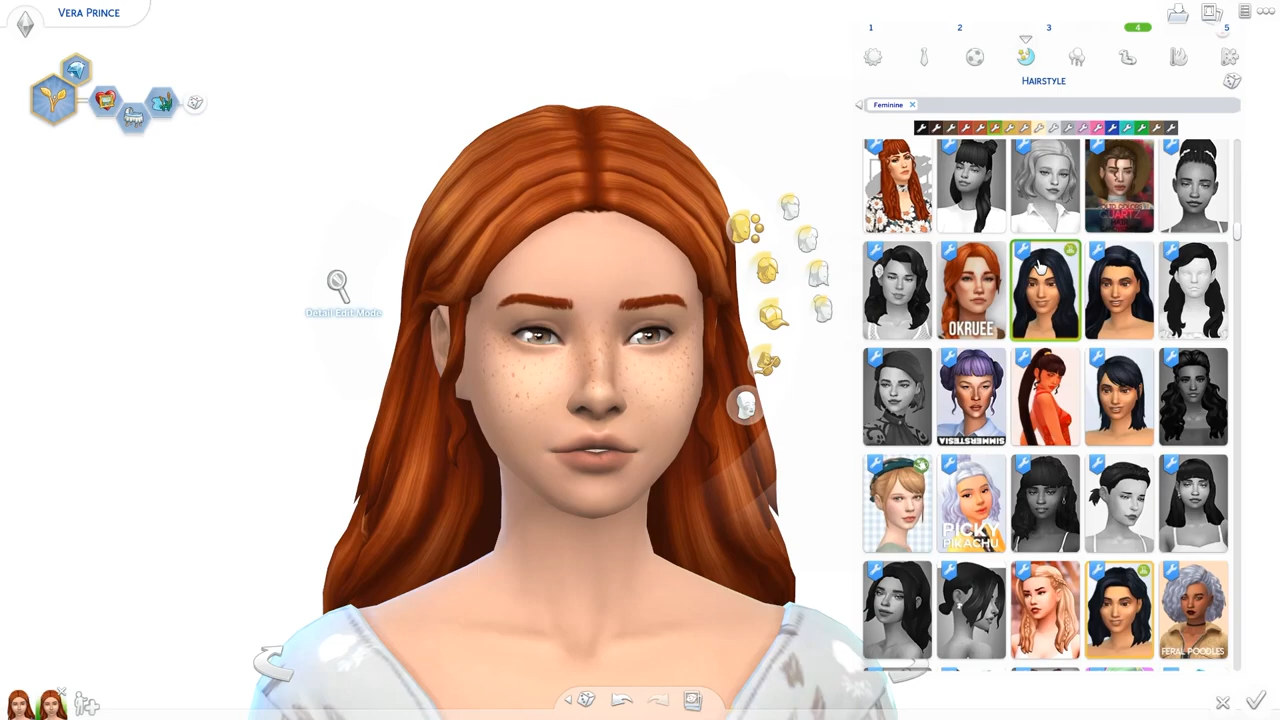 Vera Prince
1
2
3
4
5
Hairstyle
Feminine
Detail Edit Mode
OKRUEE
SIMMERSTESIA
PICKY
PIKACHU
FERAL POODLES